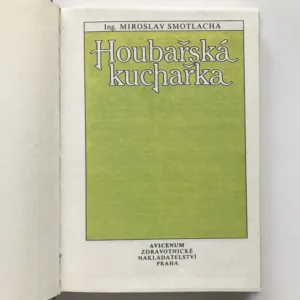 Ing. MIROSLAV SMOTLACHA
Houbařská
kuchařka
AVICENUM
ZDRAVOTNICKÉ
NAKLADATELSTVÍ
PRAHA